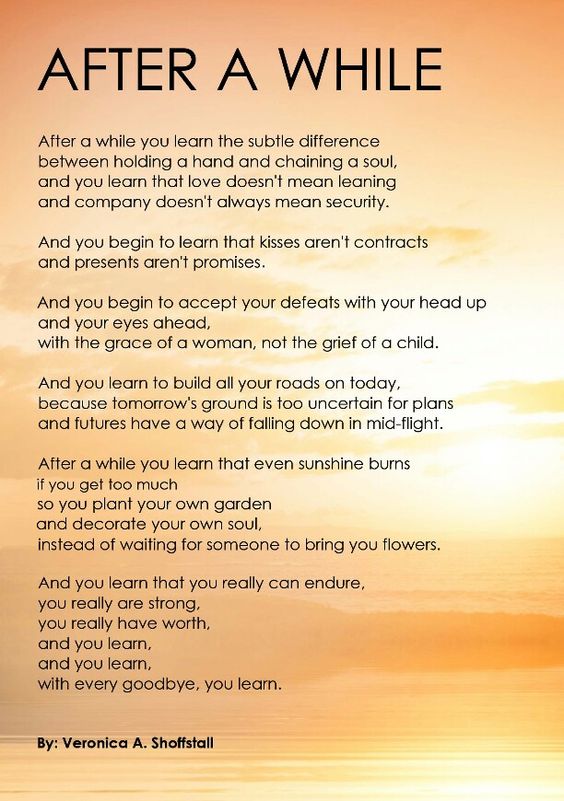 AFTER A WHILE
After a while you learn the subtle difference
between holding a hand and chaining a soul,
and you learn that love doesn't mean leaning
and company doesn't always mean security.
And you begin to learn that kisses aren't contracts
and presents aren't promises.
And you begin to accept your defeats with your head up
and your eyes ahead,
with the grace of a woman, not the grief of a child.
And you learn to build all your roads on today,
because tomorrow's ground is too uncertain for plans
and futures have a way of falling down in mid-flight.
After a while you learn that even sunshine burns
if you get too much
so you plant your own garden
and decorate your own soul,
instead of waiting for someone to bring you flowers.
And you learn that you really can endure,
you really are strong,
you really have worth,
and you learn,
and you learn,
with every goodbye, you learn.
By: Veronica A. Shoffstall